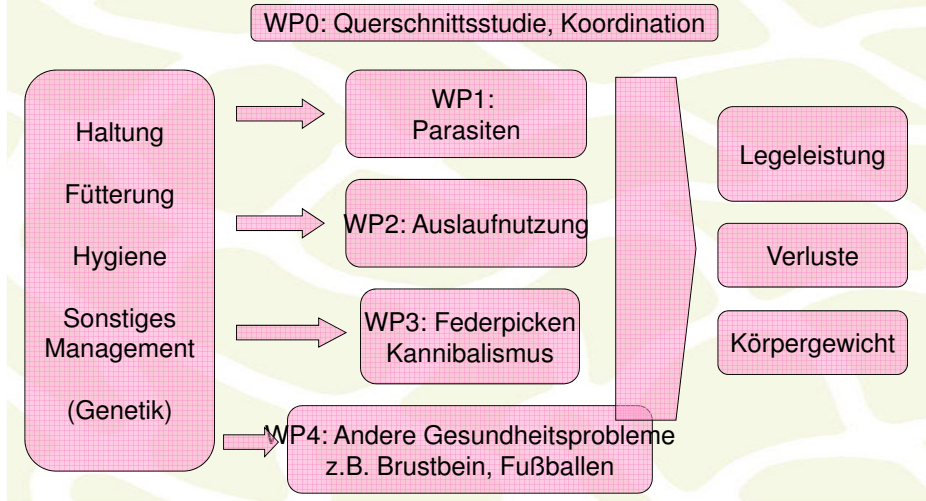 WP0: Querschnittsstudie, Koordination
Haltung
Fütterung
Hygiene
Sonstiges
Management
(Genetik)
WP1:
Parasiten
WP2: Auslaufnutzung
WP3: Federpicken
Kannibalismus
WP4: Andere Gesundheitsprobleme
z.B. Brustbein, Fußballen
Legeleistung
Verluste
Körpergewicht